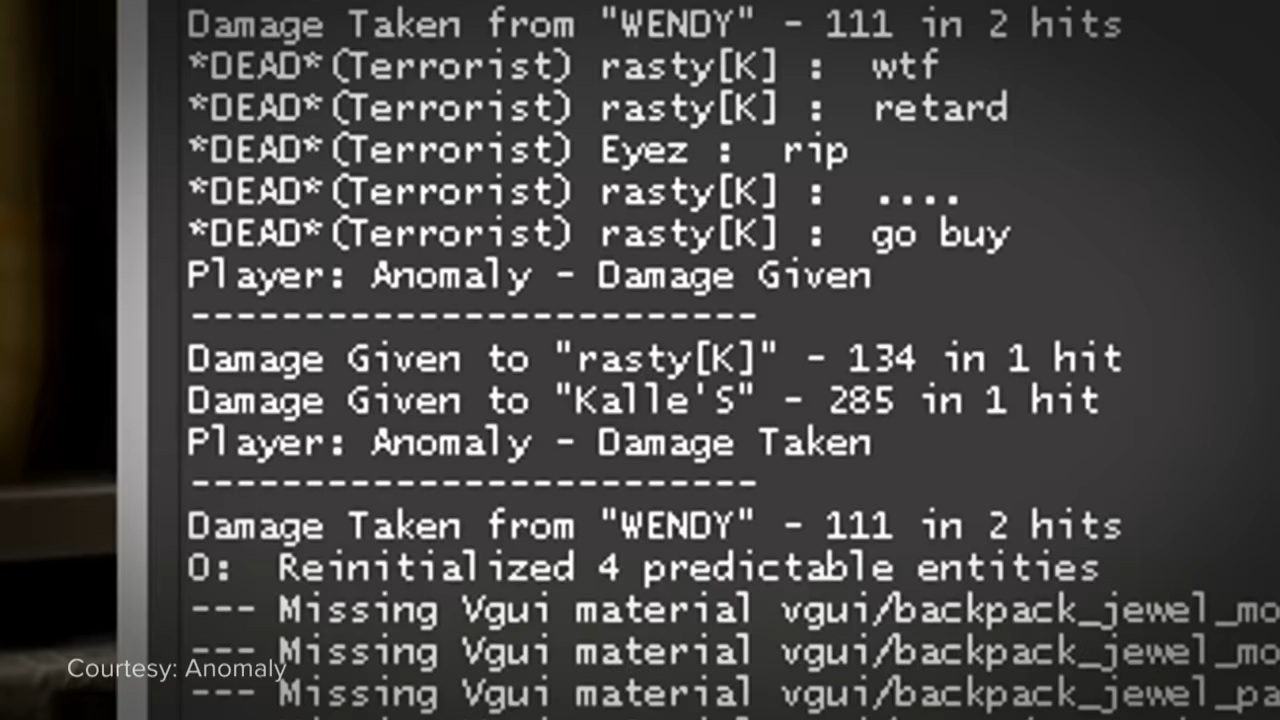 Damage Taken from "WENDY" - 111 in 2 hits
*DEAD*(Terrorist) rasty[K] :  wtf
*DEAD*(Terrorist) rasty[K] :  retard
*DEAD*(Terrorist) Eyez :  rip
*DEAD*(Terrorist) rasty[K] :  ....
*DEAD*(Terrorist) rasty[K] :  go buy
Player: Anomaly - Damage Given
-------------------------
Damage Given to "rasty[K]" - 134 in 1 hit
Damage Given to "Kalle'S" - 285 in 1 hit
Player: Anomaly - Damage Taken
-------------------------
Damage Taken from "WENDY" - 111 in 2 hits
0:  Reinitialized 4 predictable entities
--- Missing Vgui material vgui/backpack_jewel_mo
--- Missing Vgui material vgui/backpack_jewel_mo
Courtesy: Anomaly
--- Missing Vgui material vgui/backpack_jewel_pa